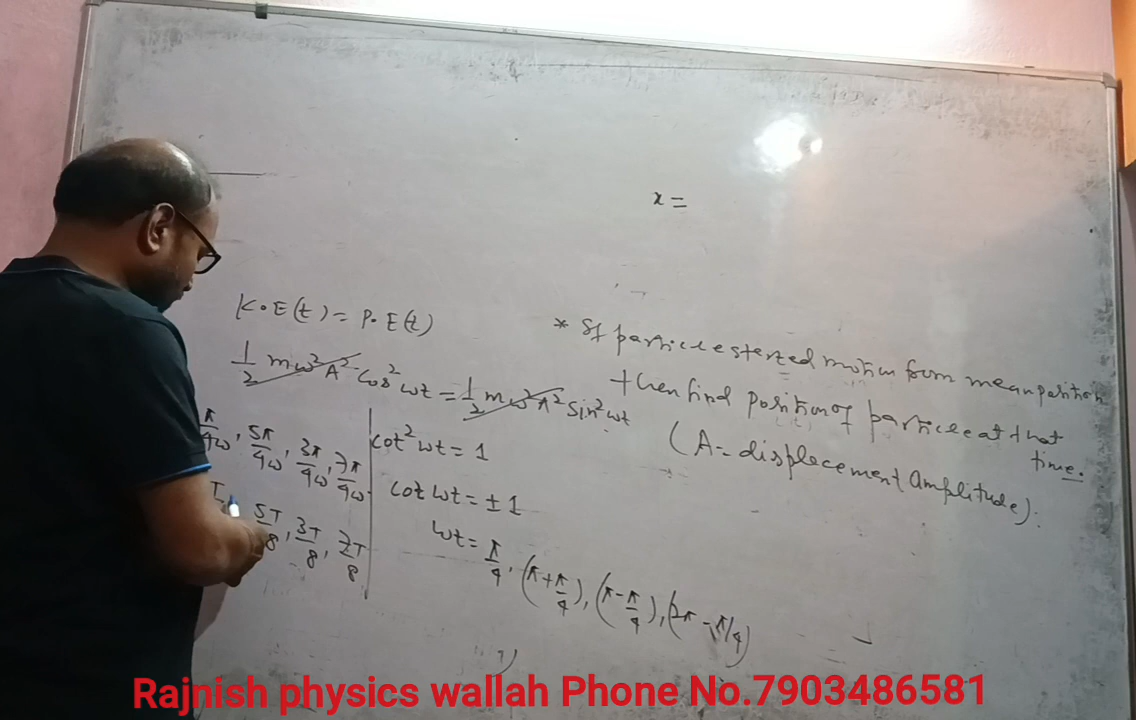 x =
K.E(t) = P.E(t)
1/2 mω²A² cos²ωt = 1/2 mω²A² sin²ωt
cot²ωt = 1
cot ωt = ±1
ωt = π/4, (π+π/4), (π-π/4), (2π-π/4)
π/4ω, 5π/4ω, 3π/4ω, 7π/4ω
5T/8, 3T/8, 7T/8
* If particle started motion from mean position
then find position of particle at that
time.
(A = displecement Amplitude).
Rajnish physics wallah Phone No.7903486581